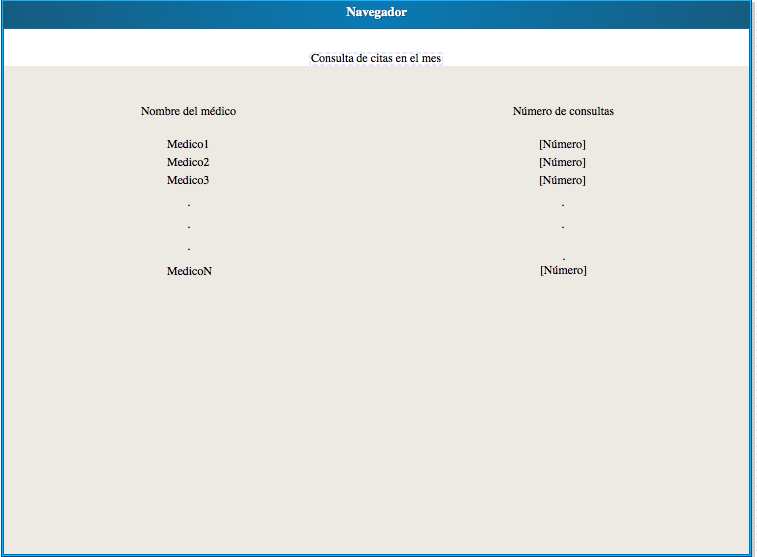 Navegador
Consulta de citas en el mes
Nombre del médico Número de consultas
Medico1 [Número]
Medico2 [Número]
Medico3 [Número]
. .
. .
. .
MedicoN [Número]